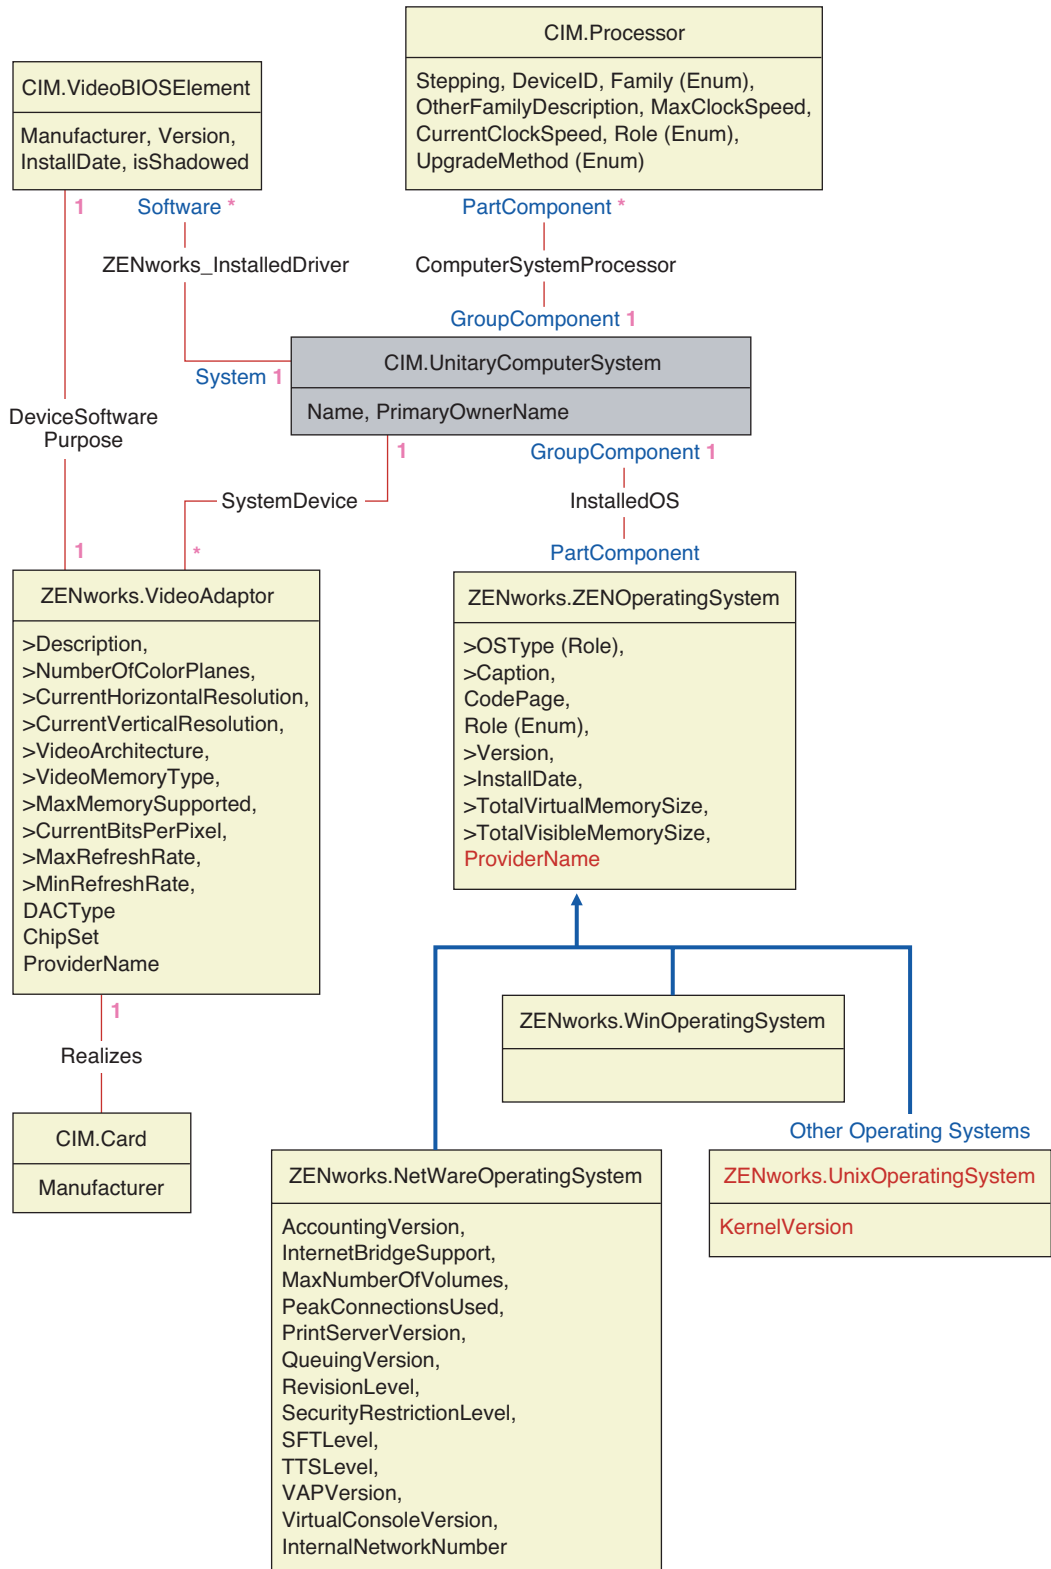 CIM.Processor
Stepping, DeviceID, Family (Enum),
OtherFamilyDescription, MaxClockSpeed,
CurrentClockSpeed, Role (Enum),
UpgradeMethod (Enum)
CIM.VideoBIOSElement
Manufacturer, Version,
InstallDate, isShadowed
1
Software *
PartComponent *
ZENworks_InstalledDriver
ComputerSystemProcessor
GroupComponent 1
System 1
CIM.UnitaryComputerSystem
Name, PrimaryOwnerName
DeviceSoftware
Purpose
1
GroupComponent 1
SystemDevice
InstalledOS
1
*
PartComponent
ZENworks.VideoAdaptor
>Description,
>NumberOfColorPlanes,
>CurrentHorizontalResolution,
>CurrentVerticalResolution,
>VideoArchitecture,
>VideoMemoryType,
>MaxMemorySupported,
>CurrentBitsPerPixel,
>MaxRefreshRate,
>MinRefreshRate,
DACType
ChipSet
ProviderName
ZENworks.ZENOperatingSystem
>OSType (Role),
>Caption,
CodePage,
Role (Enum),
>Version,
>InstallDate,
>TotalVirtualMemorySize,
>TotalVisibleMemorySize,
ProviderName
1
Realizes
CIM.Card
Manufacturer
ZENworks.WinOperatingSystem
Other Operating Systems
ZENworks.NetWareOperatingSystem
AccountingVersion,
InternetBridgeSupport,
MaxNumberOfVolumes,
PeakConnectionsUsed,
PrintServerVersion,
QueuingVersion,
RevisionLevel,
SecurityRestrictionLevel,
SFTLevel,
TTSLevel,
VAPVersion,
VirtualConsoleVersion,
InternalNetworkNumber
ZENworks.UnixOperatingSystem
KernelVersion